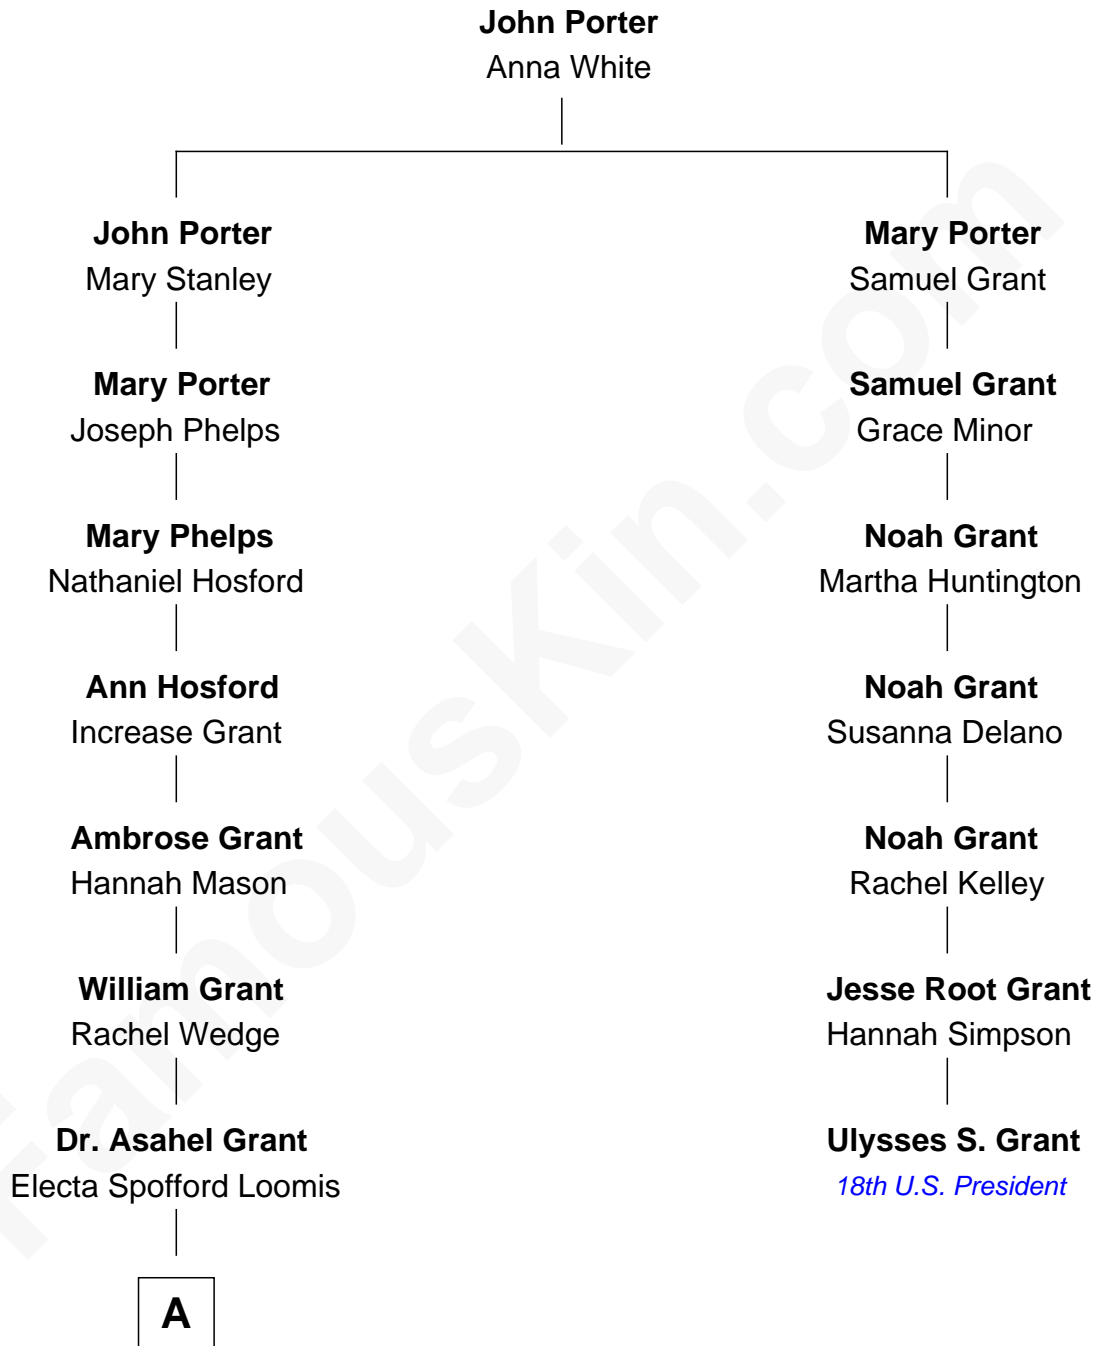 John Porter
Anna White
John Porter
Mary Stanley
Mary Porter
Samuel Grant
Mary Porter
Joseph Phelps
Samuel Grant
Grace Minor
Mary Phelps
Nathaniel Hosford
Noah Grant
Martha Huntington
Ann Hosford
Increase Grant
Noah Grant
Susanna Delano
Ambrose Grant
Hannah Mason
Noah Grant
Rachel Kelley
William Grant
Rachel Wedge
Jesse Root Grant
Hannah Simpson
Dr. Asahel Grant
Electa Spofford Loomis
Ulysses S. Grant
18th U.S. President
A
FamousKin.com